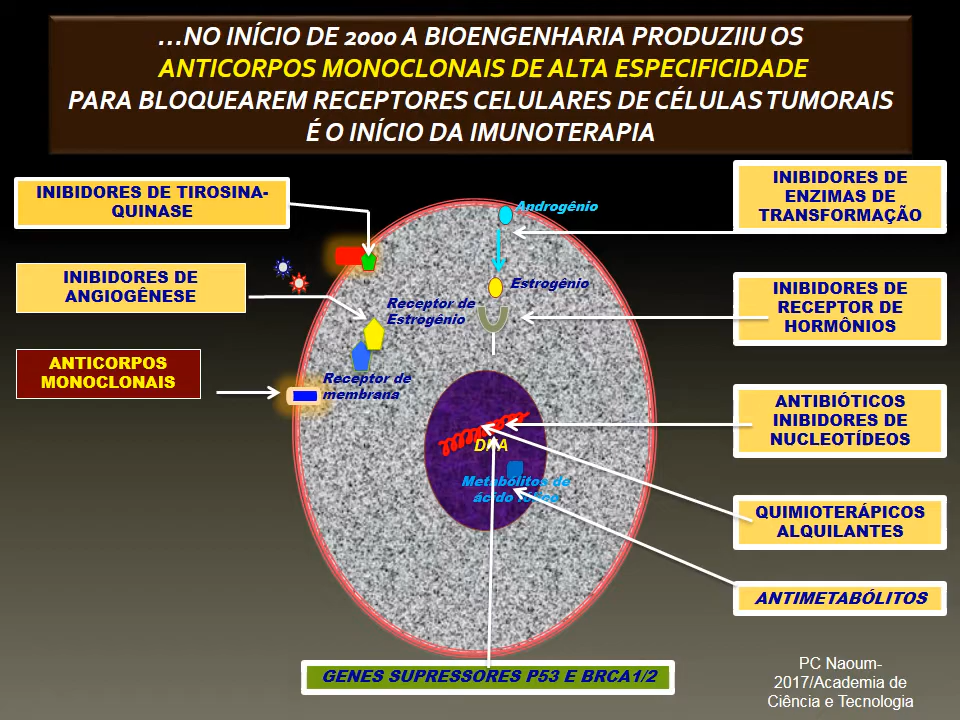 ...NO INÍCIO DE 2000 A BIOENGENHARIA PRODUZIIU OS
ANTICORPOS MONOCLONAIS DE ALTA ESPECIFICIDADE
PARA BLOQUEAREM RECEPTORES CELULARES DE CÉLULAS TUMORAIS
É O INÍCIO DA IMUNOTERAPIA
INIBIDORES DE TIROSINA-
QUINASE
INIBIDORES DE
ANGIOGÊNESE
ANTICORPOS
MONOCLONAIS
Androgênio
Estrogênio
Receptor de
Estrogênio
Receptor de
membrana
DNA
Metabólitos de
ácido fólico
INIBIDORES DE
ENZIMAS DE
TRANSFORMAÇÃO
INIBIDORES DE
RECEPTOR DE
HORMÔNIOS
ANTIBIÓTICOS
INIBIDORES DE
NUCLEOTÍDEOS
QUIMIOTERÁPICOS
ALQUILANTES
ANTIMETABÓLITOS
GENES SUPRESSORES P53 E BRCA1/2
PC Naoum-
2017/Academia de
Ciência e Tecnologia